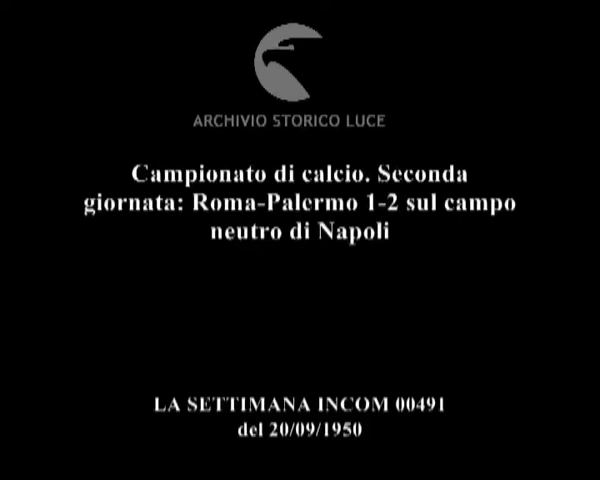 ARCHIVIO STORICO LUCE
Campionato di calcio. Seconda
giornata: Roma-Palermo 1-2 sul campo
neutro di Napoli
LA SETTIMANA INCOM 00491
del 20/09/1950